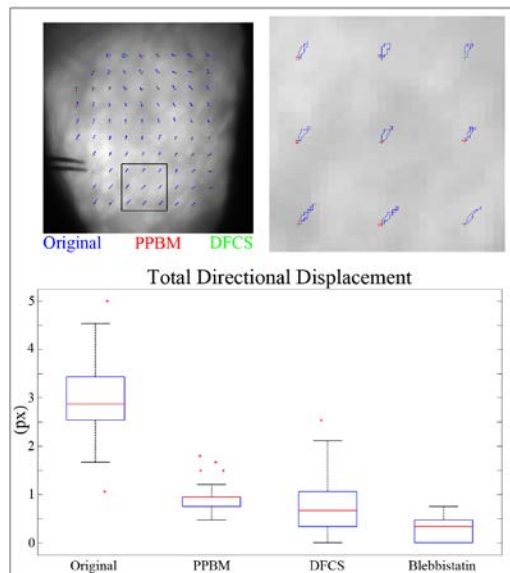 Original PPBM DFCS
Total Directional Displacement
5
4
3
2
1
0
(px)
Original PPBM DFCS Blebbistatin